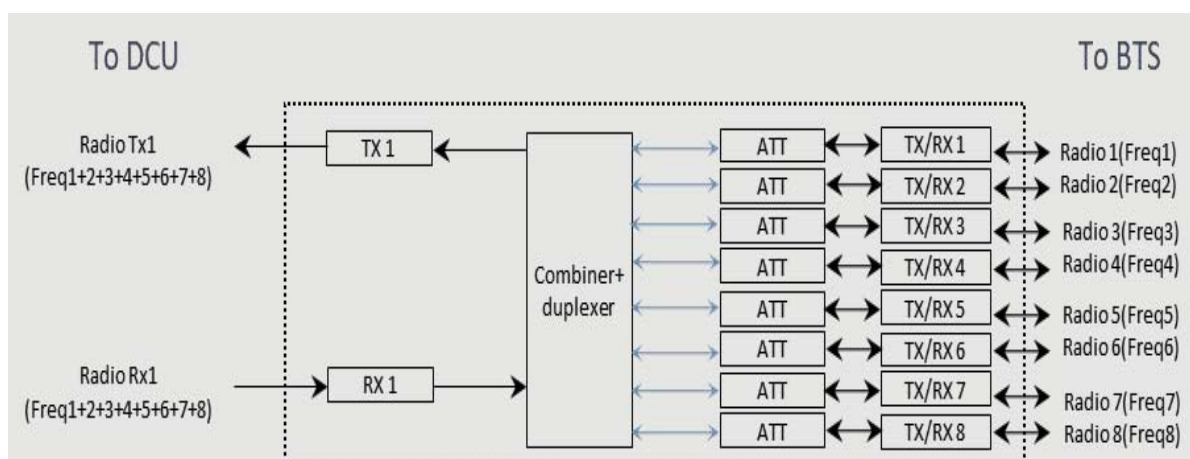 To DCU
To BTS
Radio Tx1
(Freq1+2+3+4+5+6+7+8)
TX 1
ATT
TX/RX 1
Radio 1(Freq1)
ATT
TX/RX 2
Radio 2(Freq2)
ATT
TX/RX 3
Radio 3(Freq3)
ATT
TX/RX 4
Radio 4(Freq4)
Combiner+
duplexer
ATT
TX/RX 5
Radio 5(Freq5)
ATT
TX/RX 6
Radio 6(Freq6)
Radio Rx1
(Freq1+2+3+4+5+6+7+8)
RX 1
ATT
TX/RX 7
Radio 7(Freq7)
ATT
TX/RX 8
Radio 8(Freq8)